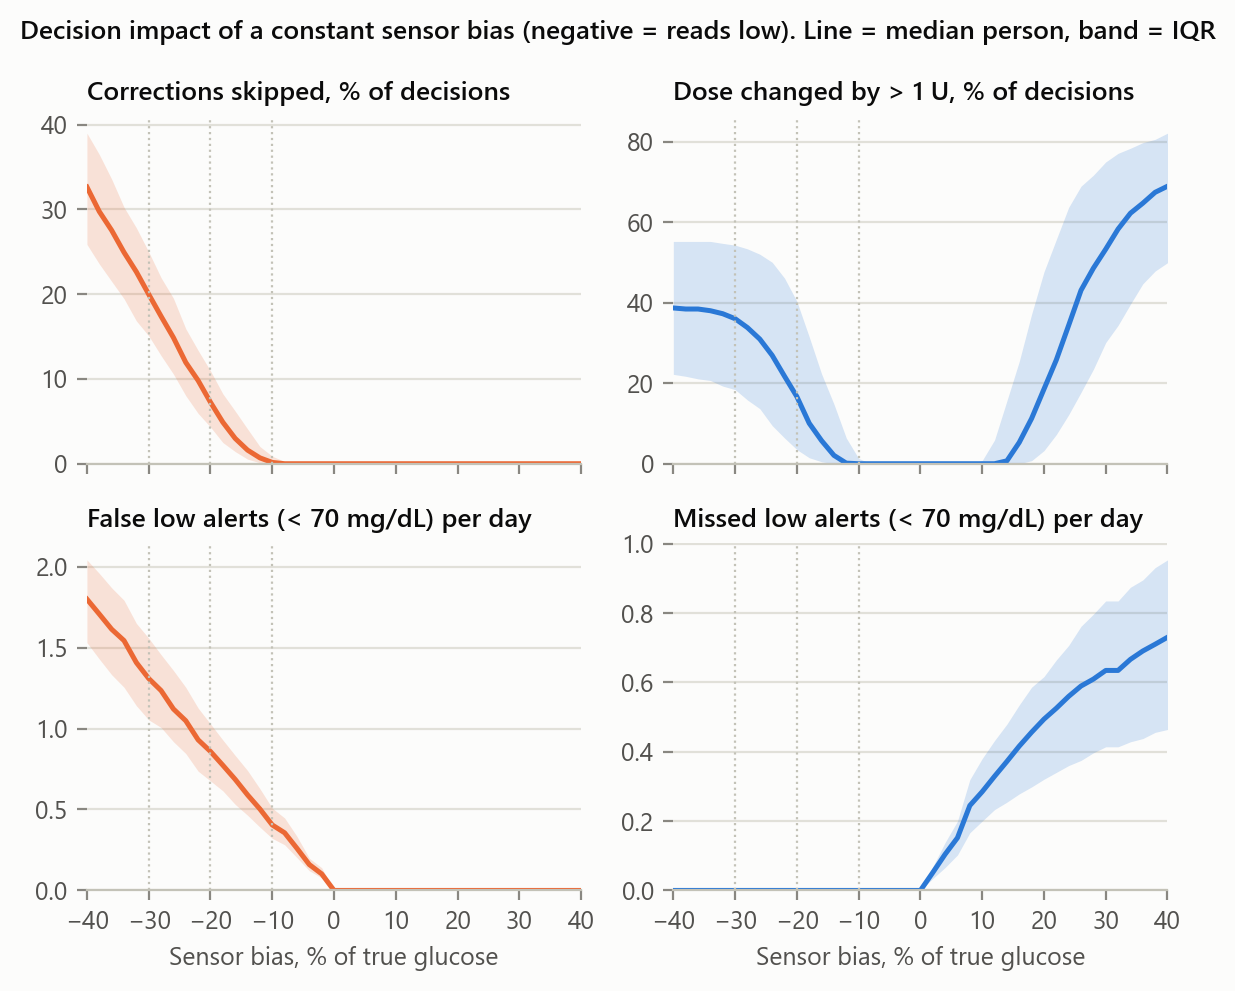 Decision impact of a constant sensor bias (negative = reads low). Line = median person, band = IQR
Corrections skipped, % of decisions
40
30
20
10
0
Dose changed by > 1 U, % of decisions
80
60
40
20
0
False low alerts (< 70 mg/dL) per day
2.0
1.5
1.0
0.5
0.0
−40 −30 −20 −10 0 10 20 30 40
Sensor bias, % of true glucose
Missed low alerts (< 70 mg/dL) per day
1.0
0.8
0.6
0.4
0.2
0.0
−40 −30 −20 −10 0 10 20 30 40
Sensor bias, % of true glucose